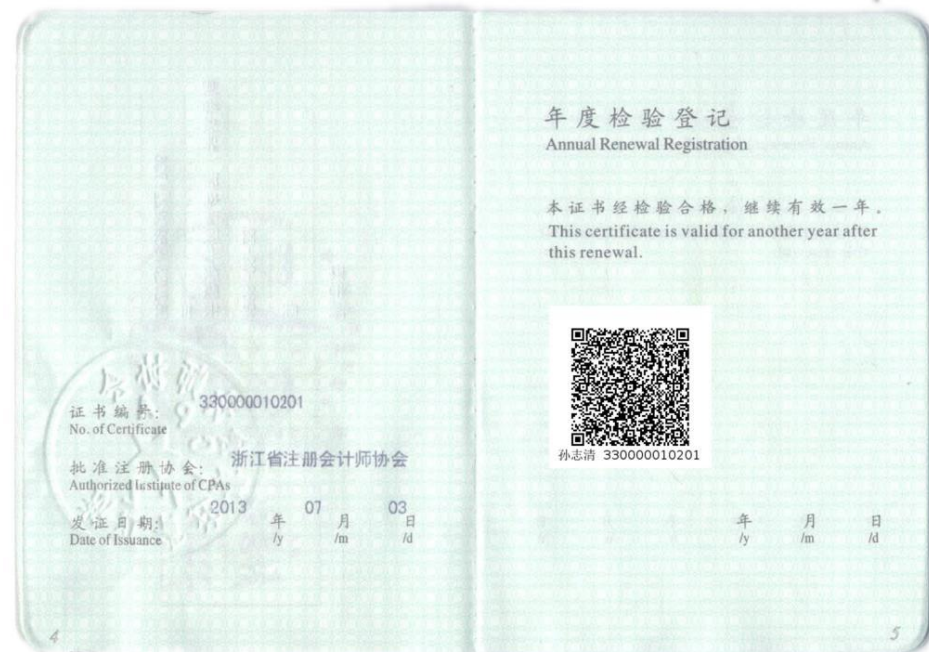 证书编号：
No. of Certificate
330000010201
批准注册协会：
Authorized Institute of CPAs
浙江省注册会计师协会
发证日期：
Date of Issuance
2013 年 07 月 03 日
/y /m /d
4
年度检验登记
Annual Renewal Registration
本证书经检验合格，继续有效一年。
This certificate is valid for another year after
this renewal.
孙志清 330000010201
年 月 日
/y /m /d
5